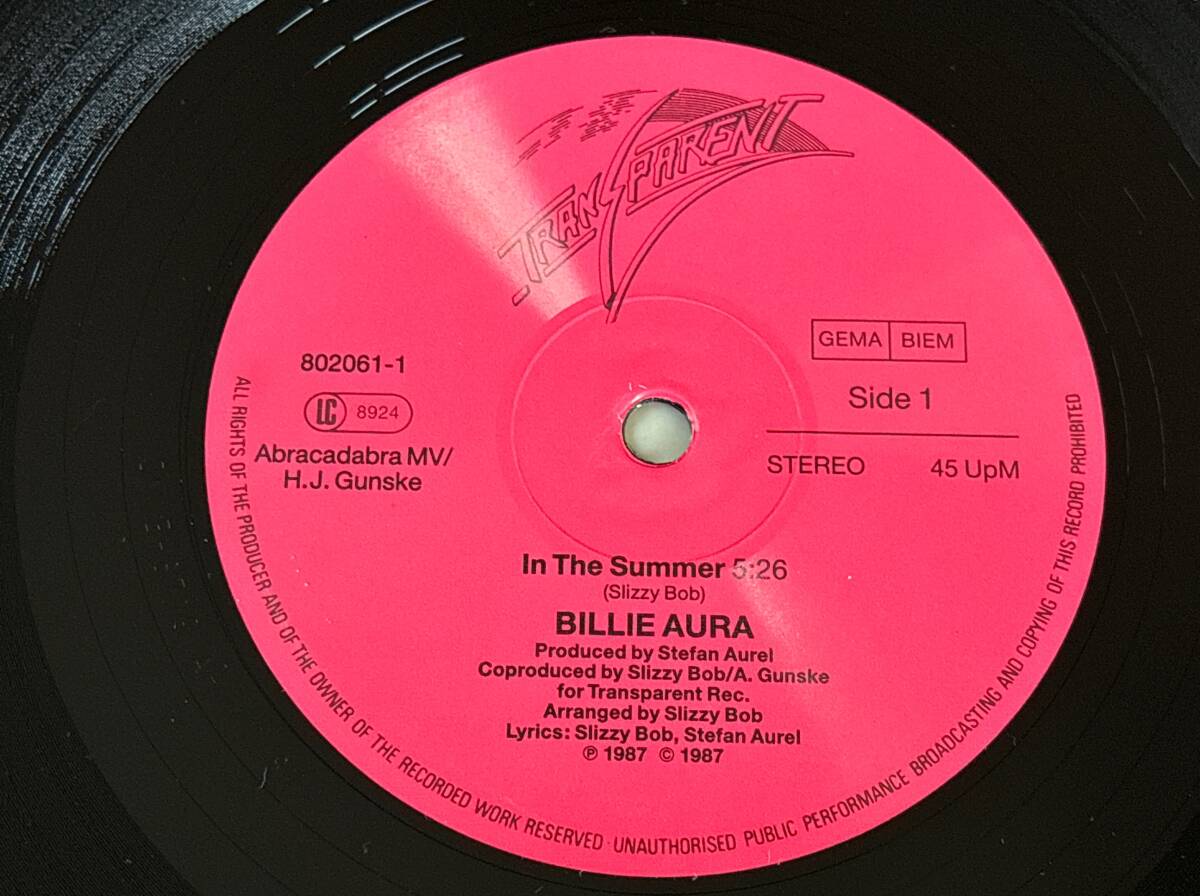 TRANSPARENT
802061-1
LC 8924
Abracadabra MV/
H.J. Gunske
GEMA BIEM
Side 1
STEREO 45 UpM
In The Summer 5:26
(Slizzy Bob)
BILLIE AURA
Produced by Stefan Aurel
Coproduced by Slizzy Bob/A. Gunske
for Transparent Rec.
Arranged by Slizzy Bob
Lyrics: Slizzy Bob, Stefan Aurel
℗ 1987 © 1987
ALL RIGHTS OF THE PRODUCER AND OF THE OWNER OF THE RECORDED WORK RESERVED · UNAUTHORISED PUBLIC PERFORMANCE BROADCASTING AND COPYING OF THIS RECORD PROHIBITED